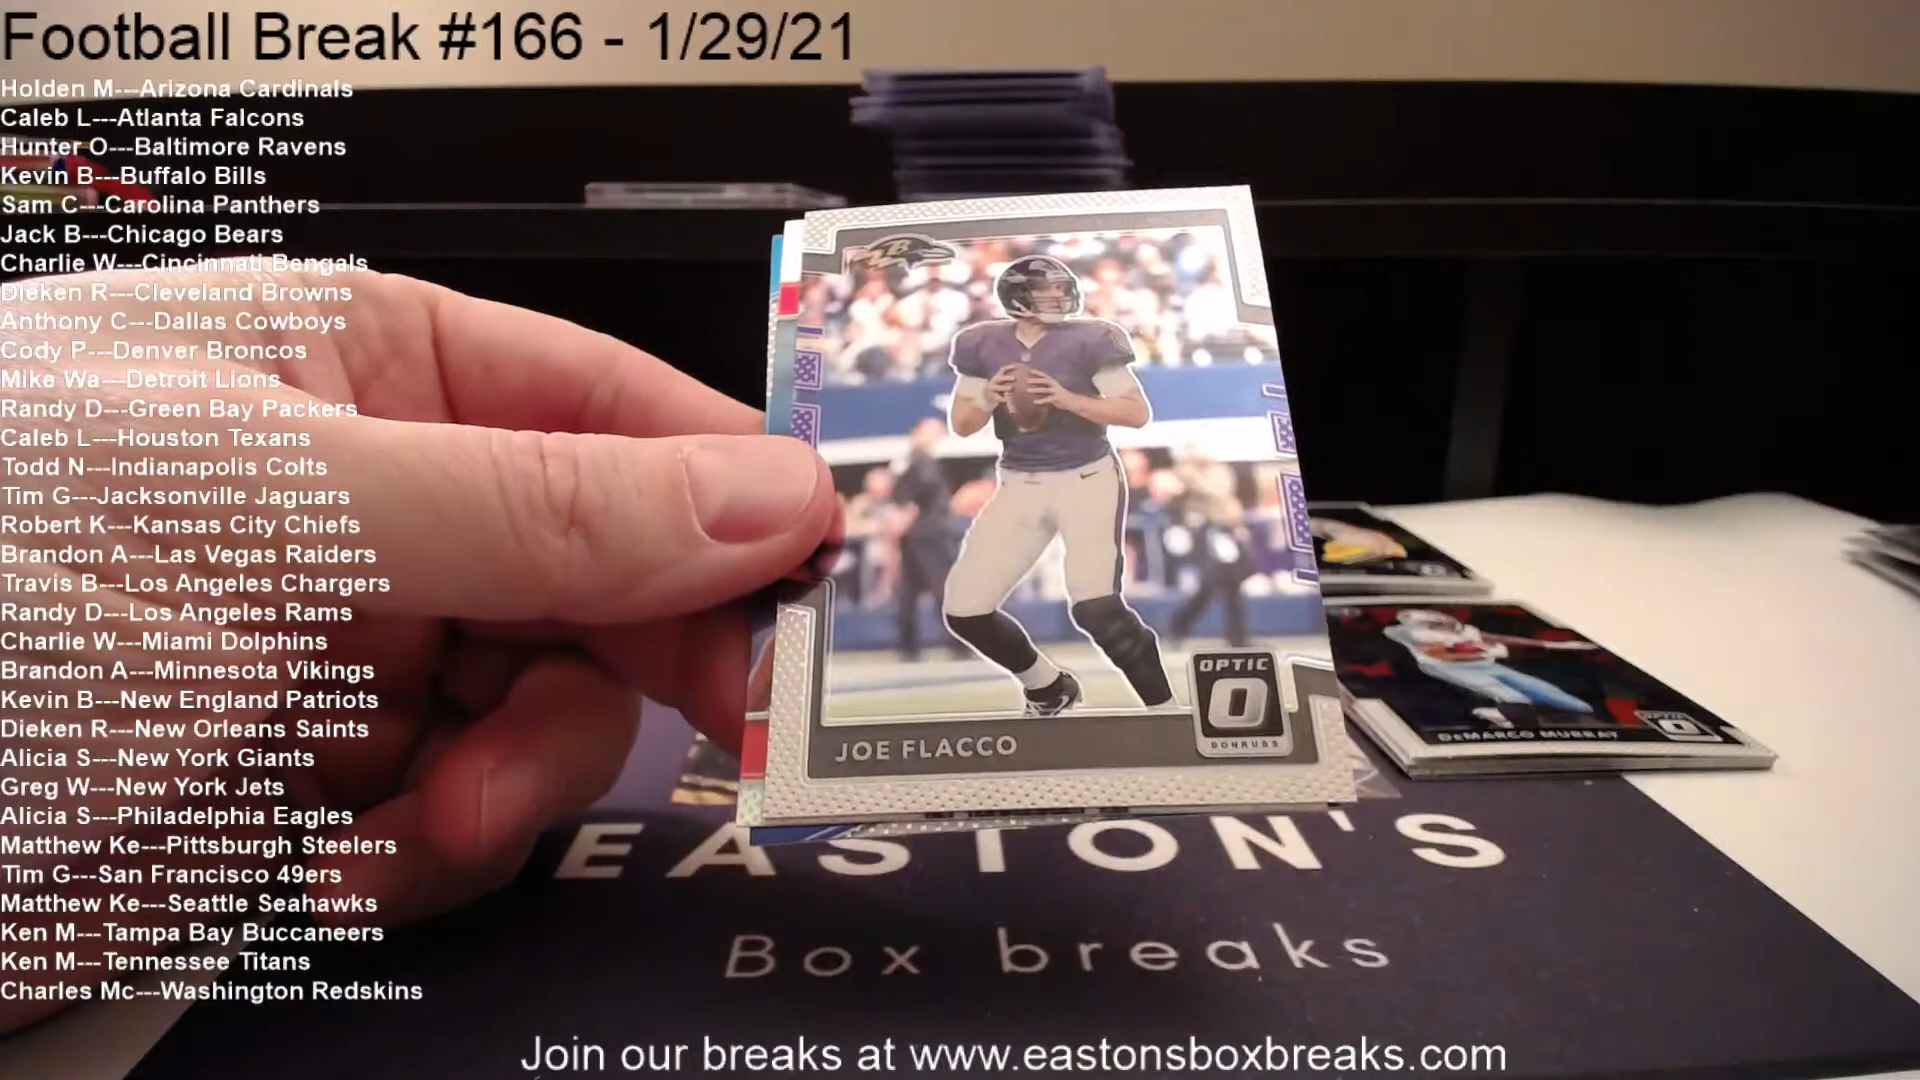 Football Break #166 - 1/29/21
Holden M---Arizona Cardinals
Caleb L---Atlanta Falcons
Hunter O---Baltimore Ravens
Kevin B---Buffalo Bills
Sam C---Carolina Panthers
Jack B---Chicago Bears
Charlie W---Cincinnati Bengals
Dieken R---Cleveland Browns
Anthony C---Dallas Cowboys
Cody P---Denver Broncos
Mike Wa---Detroit Lions
Randy D---Green Bay Packers
Caleb L---Houston Texans
Todd N---Indianapolis Colts
Tim G---Jacksonville Jaguars
Robert K---Kansas City Chiefs
Brandon A---Las Vegas Raiders
Travis B---Los Angeles Chargers
Randy D---Los Angeles Rams
Charlie W---Miami Dolphins
Brandon A---Minnesota Vikings
Kevin B---New England Patriots
Dieken R---New Orleans Saints
Alicia S---New York Giants
Greg W---New York Jets
Alicia S---Philadelphia Eagles
Matthew Ke---Pittsburgh Steelers
Tim G---San Francisco 49ers
Matthew Ke---Seattle Seahawks
Ken M---Tampa Bay Buccaneers
Ken M---Tennessee Titans
Charles Mc---Washington Redskins
B
OPTIC
O
DONRUSS
JOE FLACCO
OPTIC
DeMARCO MURRAY
EASTON'S
Box breaks
Join our breaks at www.eastonsboxbreaks.com